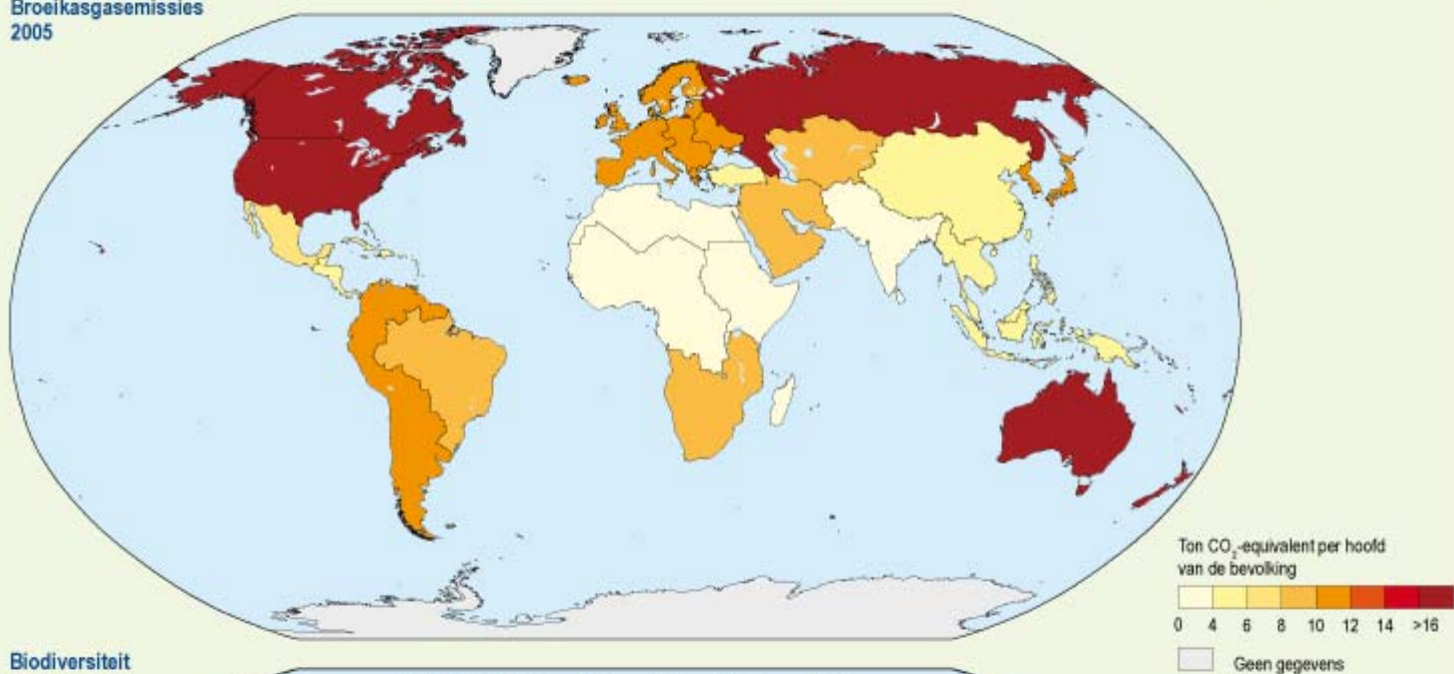 Broeikasgasemissies
2005
Ton CO₂-equivalent per hoofd
van de bevolking
0 4 6 8 10 12 14 >16
Geen gegevens
Biodiversiteit